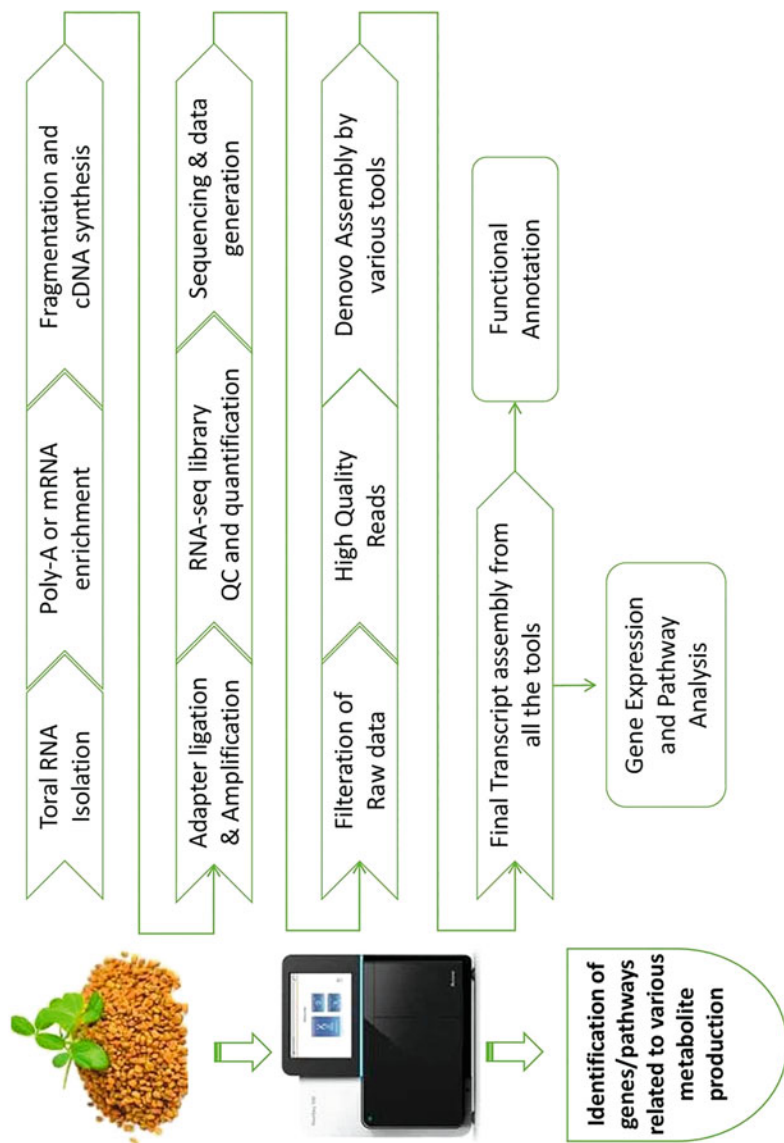 Toral RNA
Isolation
Poly-A or mRNA
enrichment
Fragmentation and
cDNA synthesis
Adapter ligation
& Amplification
RNA-seq library
QC and quantification
Sequencing & data
generation
Filteration of
Raw data
High Quality
Reads
Denovo Assembly by
various tools
Final Transcript assembly from
all the tools
Functional
Annotation
Gene Expression
and Pathway
Analysis
Identification of
genes/pathways
related to various
metabolite
production